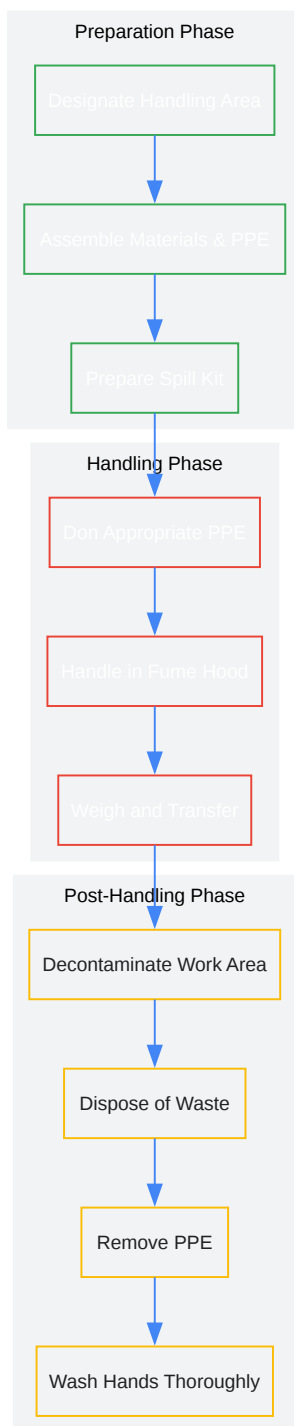 Preparation Phase
Designate Handling Area
Assemble Materials & PPE
Prepare Spill Kit
Handling Phase
Don Appropriate PPE
Handle in Fume Hood
Weigh and Transfer
Post-Handling Phase
Decontaminate Work Area
Dispose of Waste
Remove PPE
Wash Hands Thoroughly